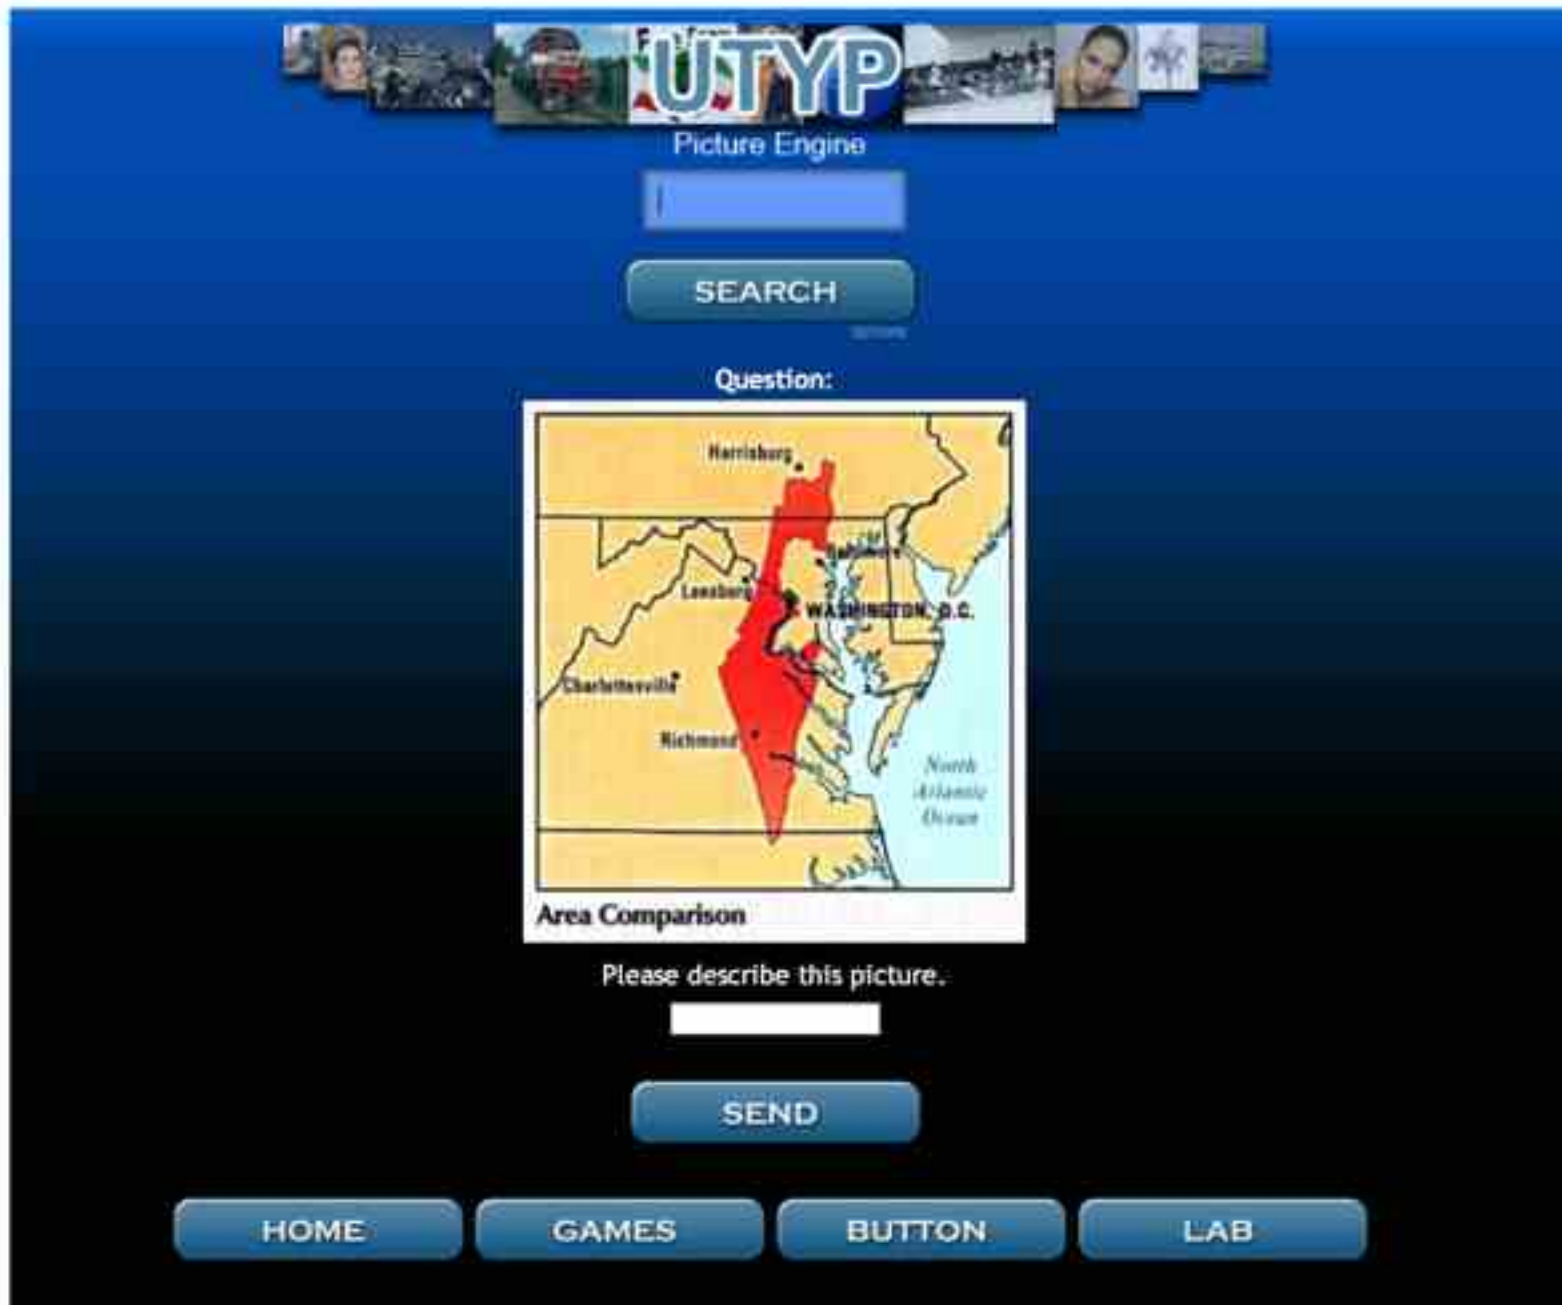 UTYP
Picture Engine
SEARCH
Question:
Harrisburg
Baltimore
Leesburg
WASHINGTON, D.C.
Charlottesville
Richmond
North
Atlantic
Ocean
Area Comparison
Please describe this picture.
SEND
HOME GAMES BUTTON LAB